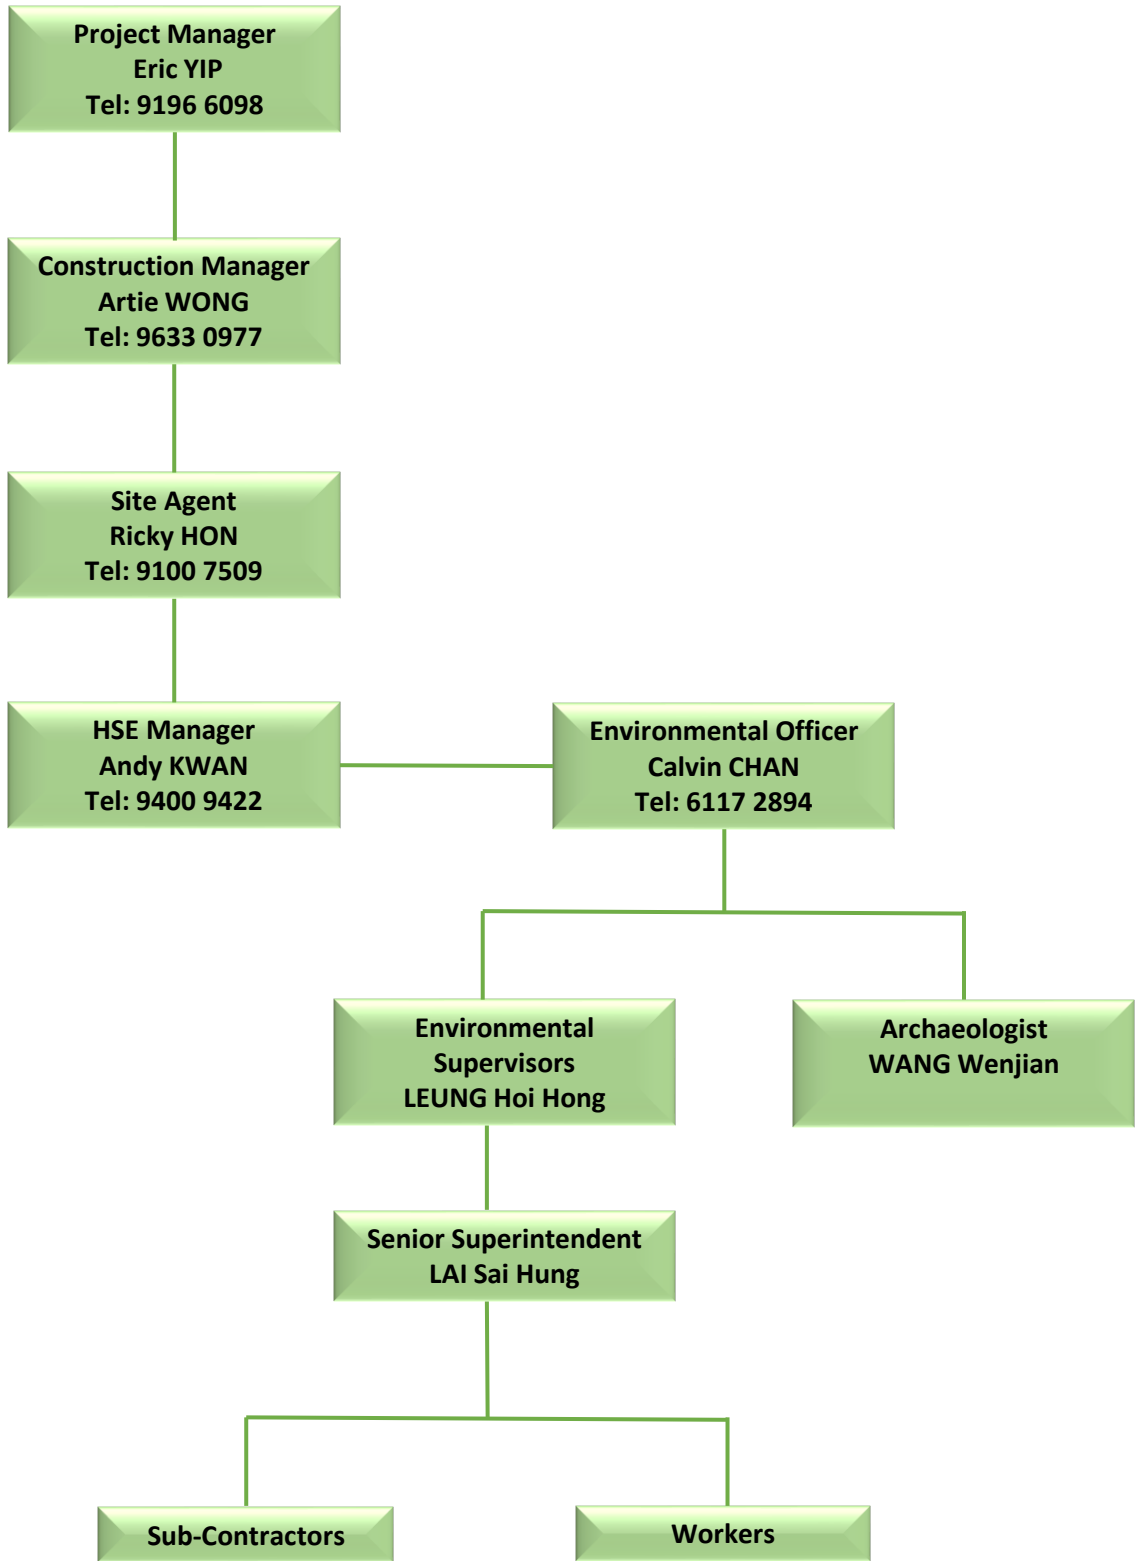 Project Manager
Eric YIP
Tel: 9196 6098
Construction Manager
Artie WONG
Tel: 9633 0977
Site Agent
Ricky HON
Tel: 9100 7509
HSE Manager
Andy KWAN
Tel: 9400 9422
Environmental Officer
Calvin CHAN
Tel: 6117 2894
Environmental
Supervisors
LEUNG Hoi Hong
Archaeologist
WANG Wenjian
Senior Superintendent
LAI Sai Hung
Sub-Contractors
Workers